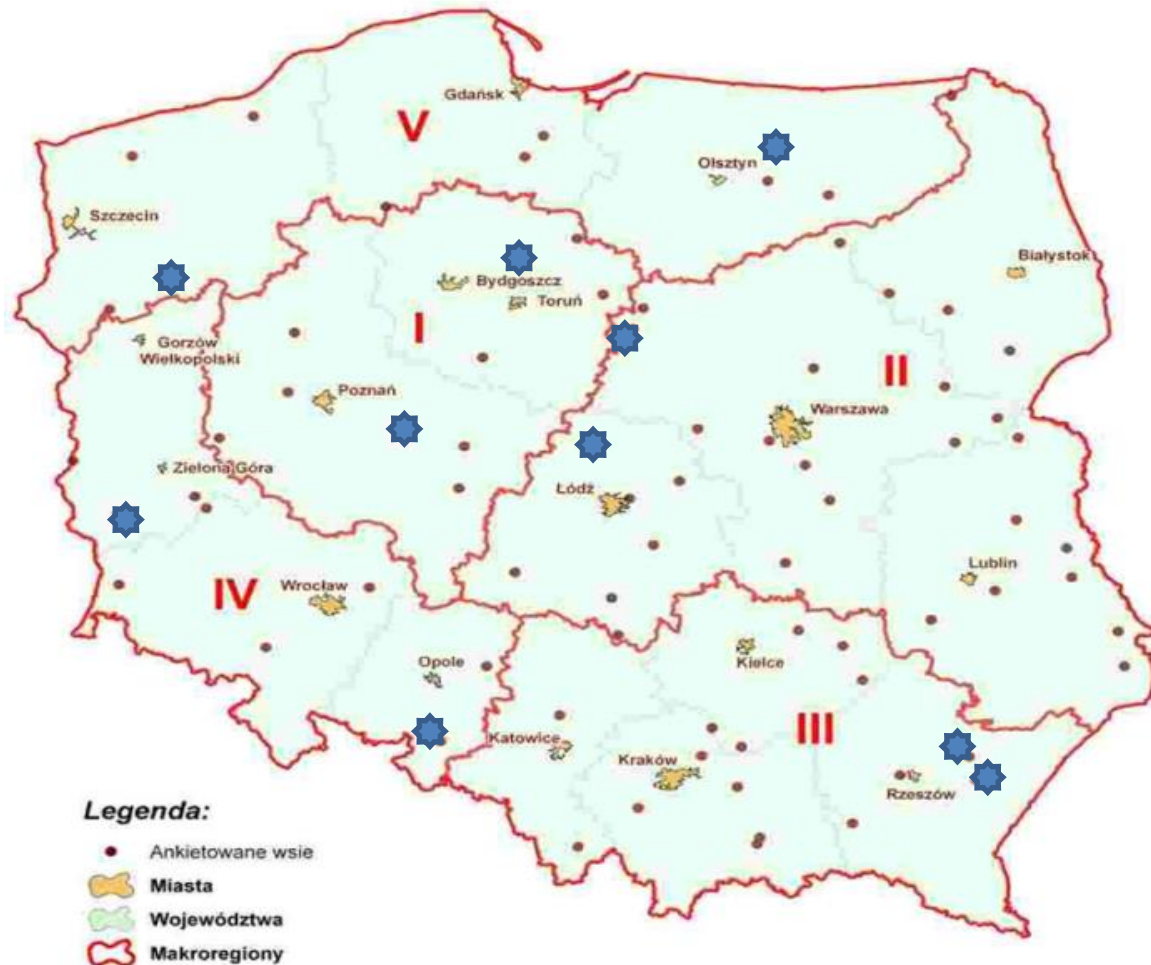 Gdańsk
V
Olsztyn
Szczecin
Białystok
Bydgoszcz
Toruń
I
Gorzów
Wielkopolski
II
Poznań
Warszawa
Zielona Góra
Łódź
Lublin
IV
Wrocław
Kielce
Opole
III
Katowice
Kraków
Rzeszów
Legenda:
Ankietowane wsie
Miasta
Województwa
Makroregiony